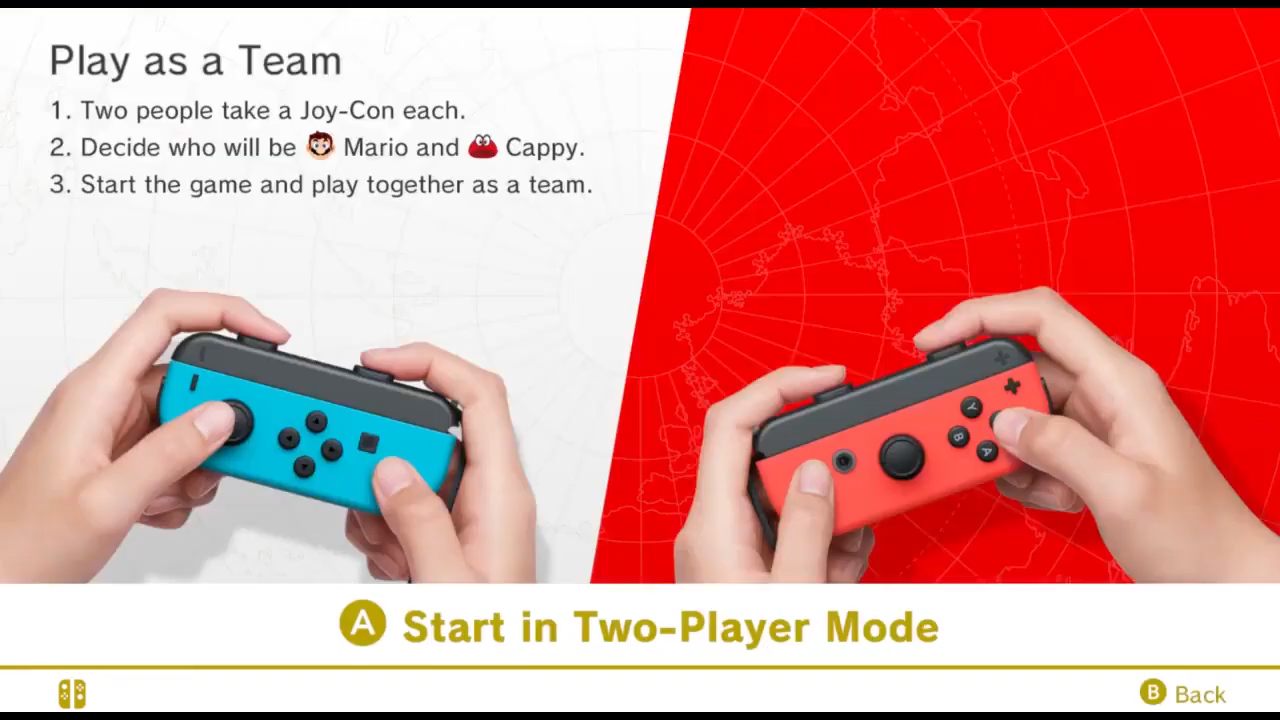 Play as a Team
1. Two people take a Joy-Con each.
2. Decide who will be Mario and Cappy.
3. Start the game and play together as a team.
Y
B
A
A Start in Two-Player Mode
B Back